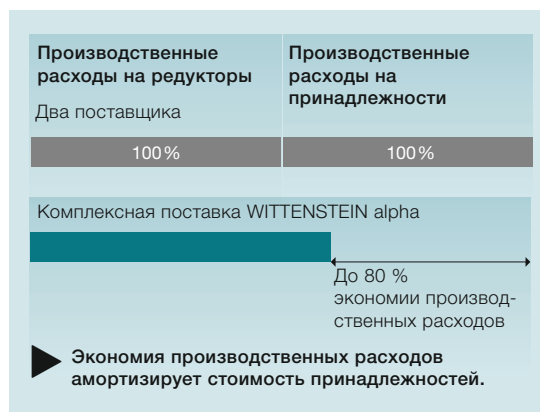 Производственные
расходы на редукторы
Два поставщика
Производственные
расходы на
принадлежности
100%
100%
Комплексная поставка WITTENSTEIN alpha
До 80 %
экономии производ-
ственных расходов
Экономия производственных расходов
амортизирует стоимость принадлежностей.